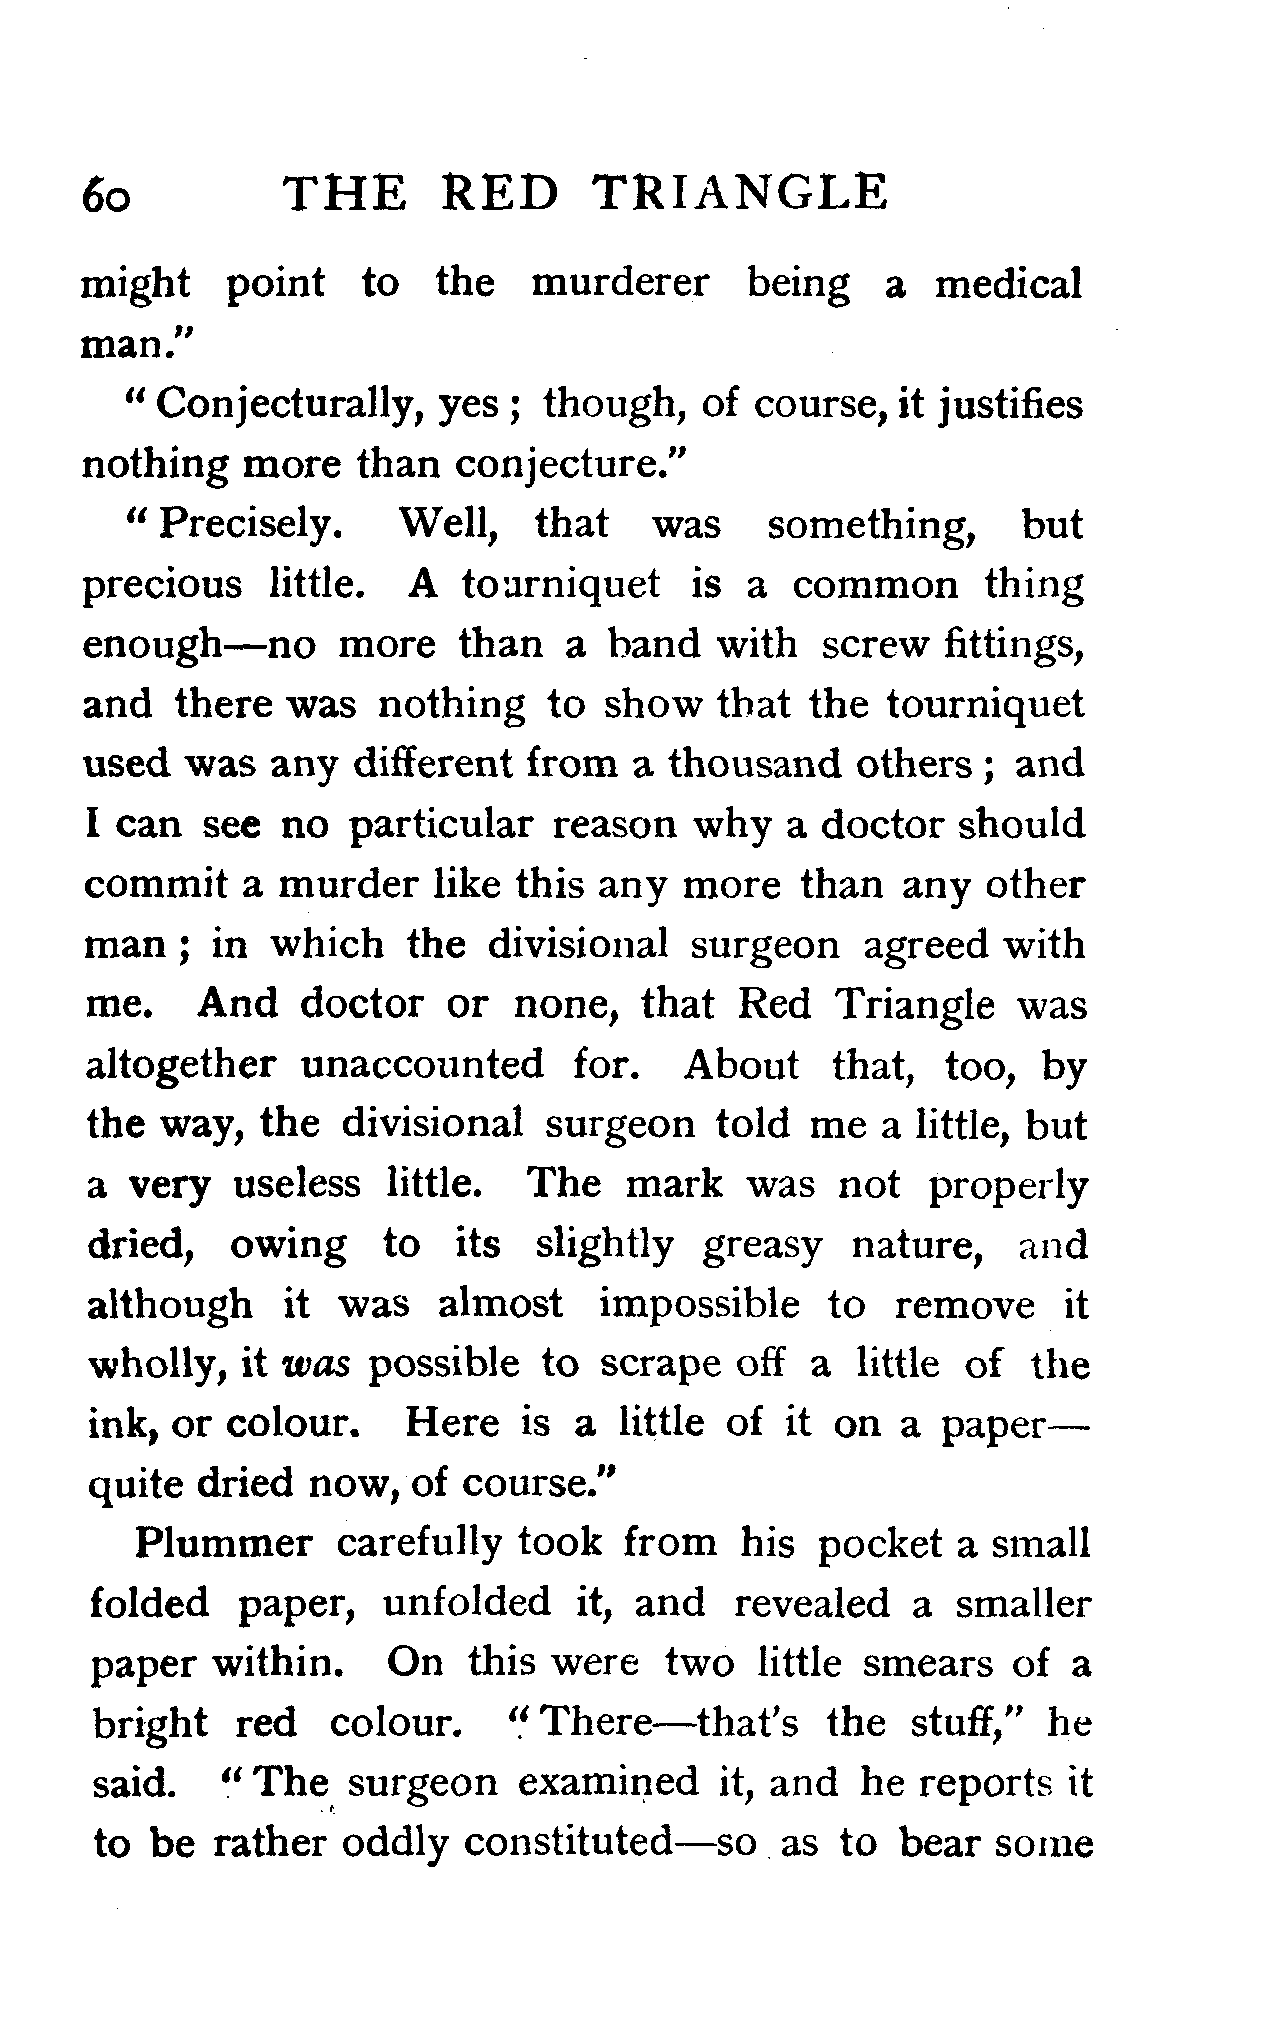 60 THE RED TRIANGLE
might point to the murderer being a medical
man."
" Conjecturally, yes ; though, of course, it justifies
nothing more than conjecture."
" Precisely. Well, that was something, but
precious little. A tourniquet is a common thing
enough—no more than a band with screw fittings,
and there was nothing to show that the tourniquet
used was any different from a thousand others ; and
I can see no particular reason why a doctor should
commit a murder like this any more than any other
man ; in which the divisional surgeon agreed with
me. And doctor or none, that Red Triangle was
altogether unaccounted for. About that, too, by
the way, the divisional surgeon told me a little, but
a very useless little. The mark was not properly
dried, owing to its slightly greasy nature, and
although it was almost impossible to remove it
wholly, it was possible to scrape off a little of the
ink, or colour. Here is a little of it on a paper—
quite dried now, of course."
Plummer carefully took from his pocket a small
folded paper, unfolded it, and revealed a smaller
paper within. On this were two little smears of a
bright red colour. " There—that's the stuff," he
said. " The surgeon examined it, and he reports it
to be rather oddly constituted—so as to bear some